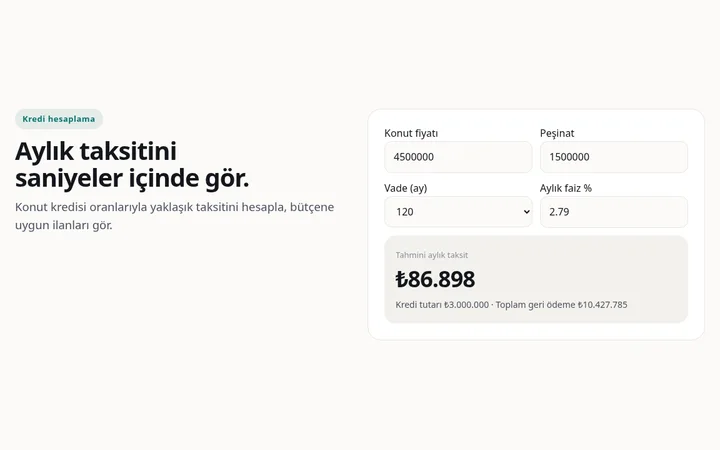 Kredi hesaplama
Aylık taksitini
saniyeler içinde gör.
Konut kredisi oranlarıyla yaklaşık taksitini hesapla, bütçene
uygun ilanları gör.
Konut fiyatı
4500000
Peşinat
1500000
Vade (ay)
120
Aylık faiz %
2.79
Tahmini aylık taksit
₺86.898
Kredi tutarı ₺3.000.000 · Toplam geri ödeme ₺10.427.785